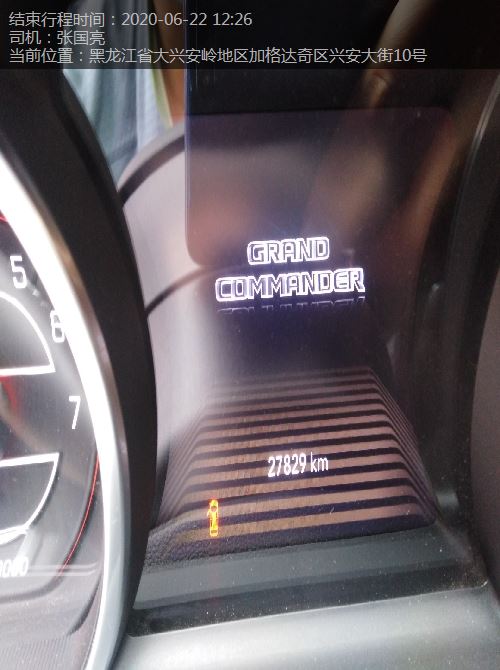 结束行程时间：2020-06-22 12:26
司机：张国亮
当前位置：黑龙江省大兴安岭地区加格达奇区兴安大街10号
GRAND
COMMANDER
5
6
7
27829 km